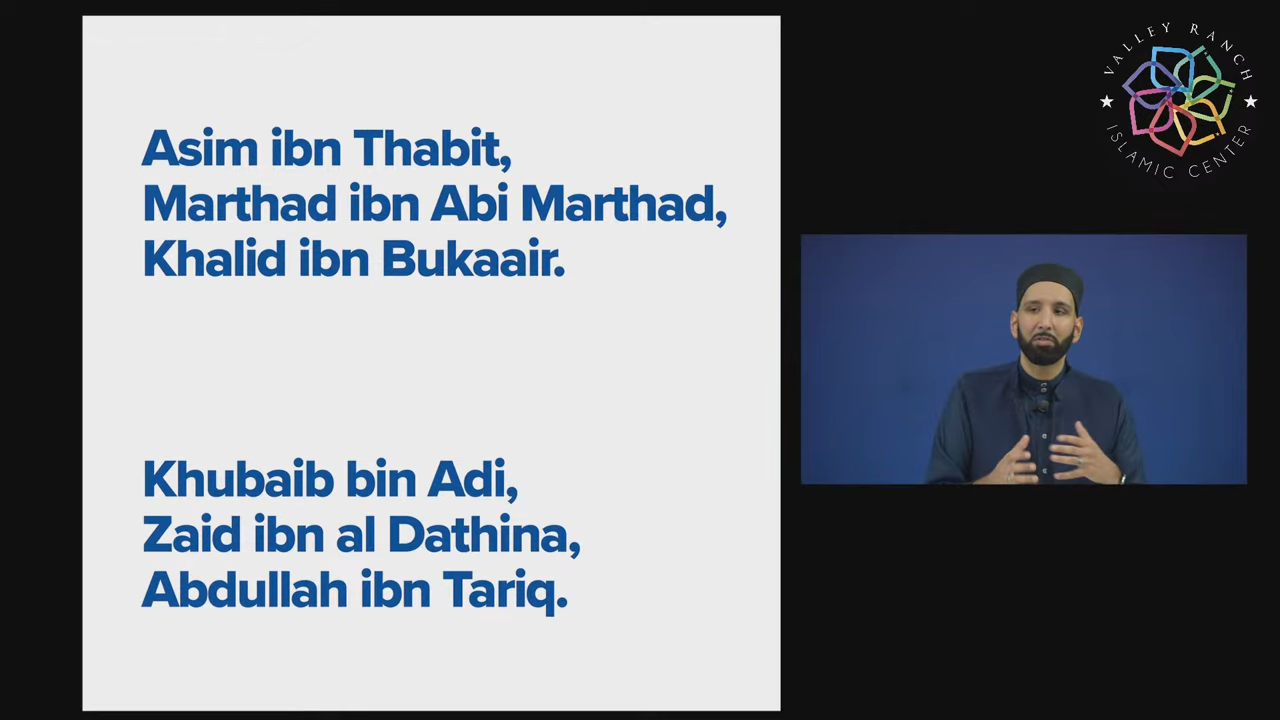 Asim ibn Thabit,
Marthad ibn Abi Marthad,
Khalid ibn Bukaair.
Khubaib bin Adi,
Zaid ibn al Dathina,
Abdullah ibn Tariq.
VALLEY RANCH
ISLAMIC CENTER